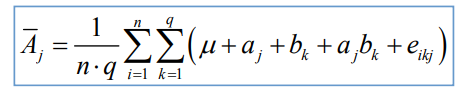 $\overline{A}_j = \frac{1}{n \cdot q} \sum_{i=1}^{n} \sum_{k=1}^{q} \left( \mu + a_j + b_k + a_j b_k + e_{ikj} \right)$